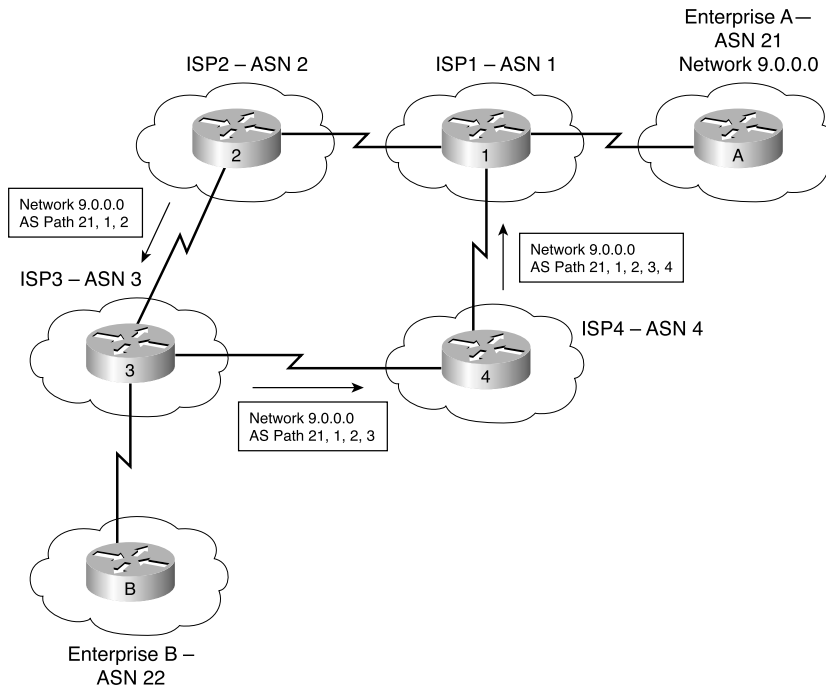 Enterprise A—
ASN 21
Network 9.0.0.0
ISP2 – ASN 2
ISP1 – ASN 1
2
1
A
Network 9.0.0.0
AS Path 21, 1, 2
Network 9.0.0.0
AS Path 21, 1, 2, 3, 4
ISP3 – ASN 3
ISP4 – ASN 4
3
4
Network 9.0.0.0
AS Path 21, 1, 2, 3
B
Enterprise B –
ASN 22